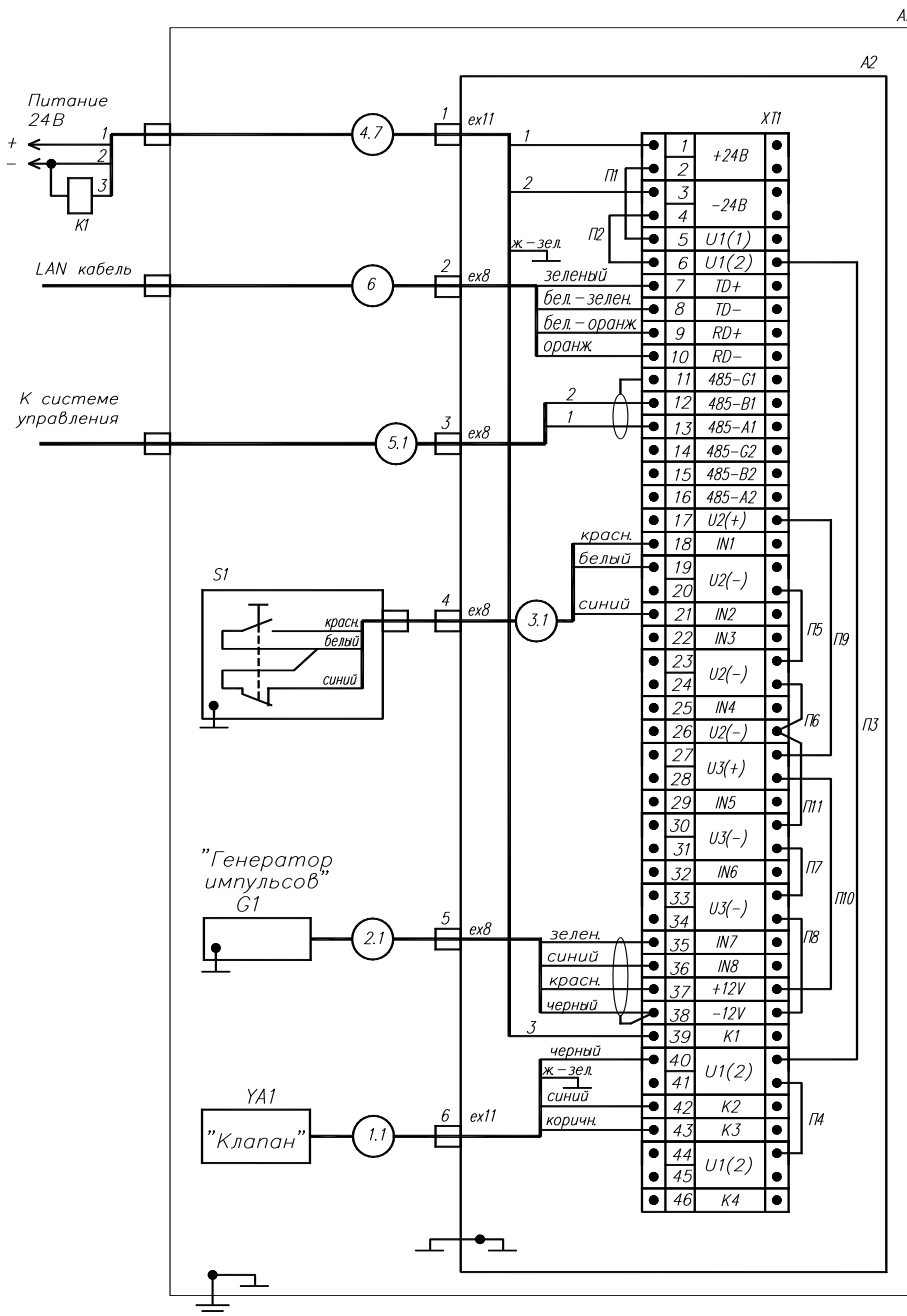 A
A2
Питание
24В
+
1
–
2
3
K1
4.7
1
ex11
1
2
3
ж–зел.
LAN кабель
6
2
ex8
зеленый
бел.–зелен.
бел.–оранж.
оранж.
К системе
управления
5.1
3
ex8
2
1
S1
красн.
белый
синий
4
ex8
3.1
красн.
белый
синий
"Генератор
импульсов"
G1
2.1
5
ex8
зелен.
синий
красн.
черный
YA1
"Клапан"
1.1
6
ex11
черный
ж–зел.
синий
коричн.
XT1
1
+24В
2
3
–24В
4
5 U1(1)
6 U1(2)
7 TD+
8 TD–
9 RD+
10 RD–
11 485–G1
12 485–B1
13 485–A1
14 485–G2
15 485–B2
16 485–A2
17 U2(+)
18 IN1
19
U2(–)
20
21 IN2
22 IN3
23
U2(–)
24
25 IN4
26 U2(–)
27
U3(+)
28
29 IN5
30
U3(–)
31
32 IN6
33
U3(–)
34
35 IN7
36 IN8
37 +12V
38 –12V
39 K1
40
U1(2)
41
42 K2
43 K3
44
U1(2)
45
46 K4
П1
П2
П5
П9
П6
П3
П11
П7
П10
П8
П4